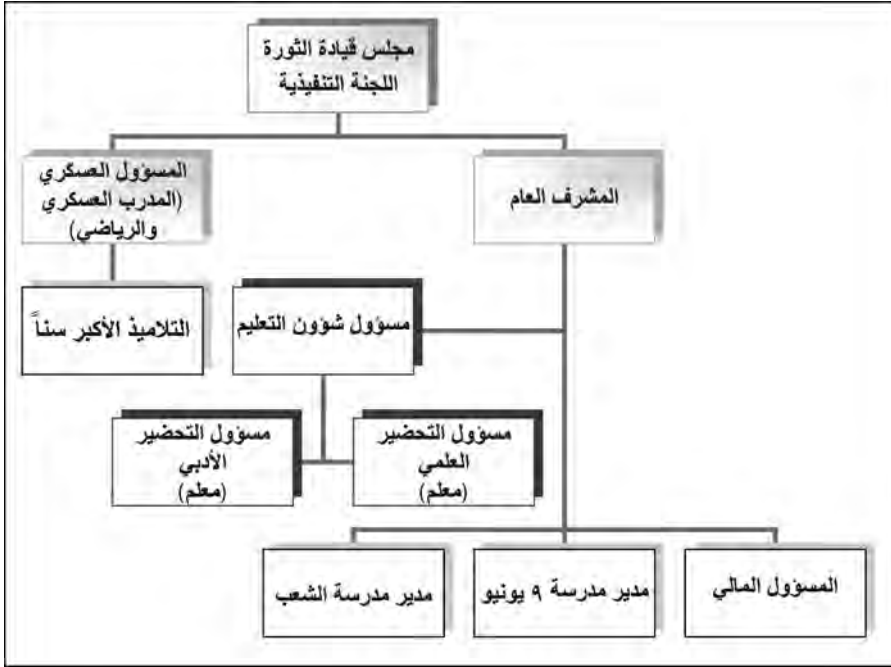 مجلس قيادة الثورة
اللجنة التنفيذية
المشرف العام
المسؤول العسكري
(المدرب العسكري
والرياضي)
مسؤول شؤون التعليم
التلاميذ الأكبر سناً
مسؤول التحضير
العلمي
(معلم)
مسؤول التحضير
الأدبي
(معلم)
المسؤول المالي
مدير مدرسة ٩ يونيو
مدير مدرسة الشعب